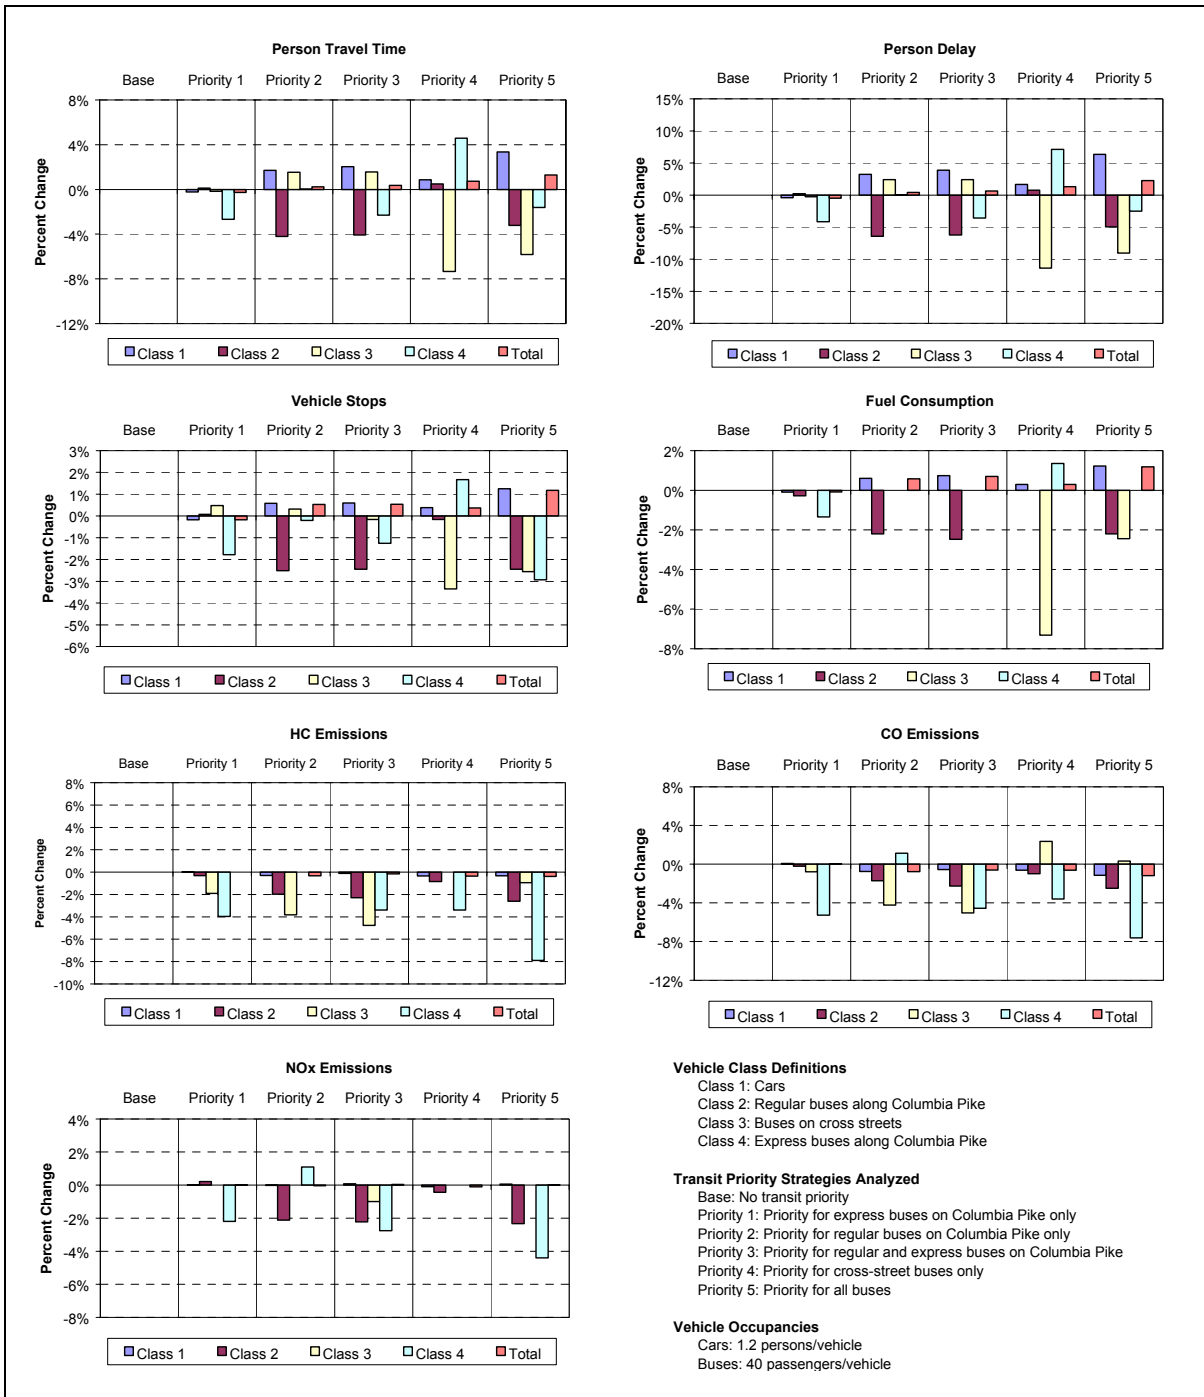 Person Travel Time
Base Priority 1 Priority 2 Priority 3 Priority 4 Priority 5
8%
4%
0%
-4%
-8%
-12%
Percent Change
Class 1 Class 2 Class 3 Class 4 Total
Person Delay
Base Priority 1 Priority 2 Priority 3 Priority 4 Priority 5
15%
10%
5%
0%
-5%
-10%
-15%
-20%
Percent Change
Class 1 Class 2 Class 3 Class 4 Total
Vehicle Stops
Base Priority 1 Priority 2 Priority 3 Priority 4 Priority 5
3%
2%
1%
0%
-1%
-2%
-3%
-4%
-5%
-6%
Percent Change
Class 1 Class 2 Class 3 Class 4 Total
Fuel Consumption
Base Priority 1 Priority 2 Priority 3 Priority 4 Priority 5
2%
0%
-2%
-4%
-6%
-8%
Percent Change
Class 1 Class 2 Class 3 Class 4 Total
HC Emissions
Base Priority 1 Priority 2 Priority 3 Priority 4 Priority 5
8%
6%
4%
2%
0%
-2%
-4%
-6%
-8%
-10%
Percent Change
Class 1 Class 2 Class 3 Class 4 Total
CO Emissions
Base Priority 1 Priority 2 Priority 3 Priority 4 Priority 5
8%
4%
0%
-4%
-8%
-12%
Percent Change
Class 1 Class 2 Class 3 Class 4 Total
NOx Emissions
Base Priority 1 Priority 2 Priority 3 Priority 4 Priority 5
4%
2%
0%
-2%
-4%
-6%
-8%
Percent Change
Class 1 Class 2 Class 3 Class 4 Total
Vehicle Class Definitions
Class 1: Cars
Class 2: Regular buses along Columbia Pike
Class 3: Buses on cross streets
Class 4: Express buses along Columbia Pike
Transit Priority Strategies Analyzed
Base: No transit priority
Priority 1: Priority for express buses on Columbia Pike only
Priority 2: Priority for regular buses on Columbia Pike only
Priority 3: Priority for regular and express buses on Columbia Pike
Priority 4: Priority for cross-street buses only
Priority 5: Priority for all buses
Vehicle Occupancies
Cars: 1.2 persons/vehicle
Buses: 40 passengers/vehicle